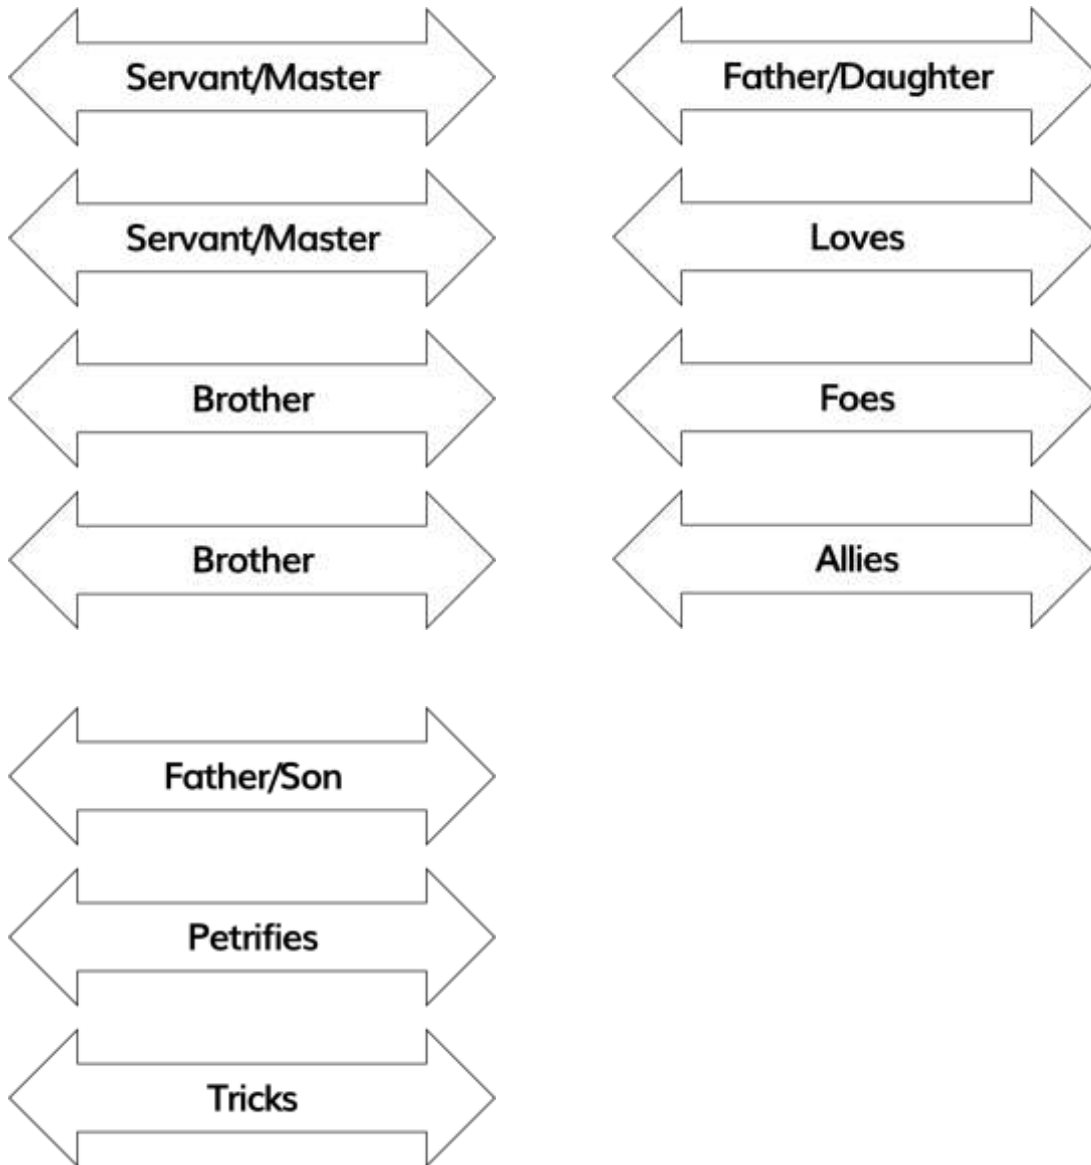 Servant/Master
Father/Daughter
Servant/Master
Loves
Brother
Foes
Brother
Allies
Father/Son
Petrifies
Tricks